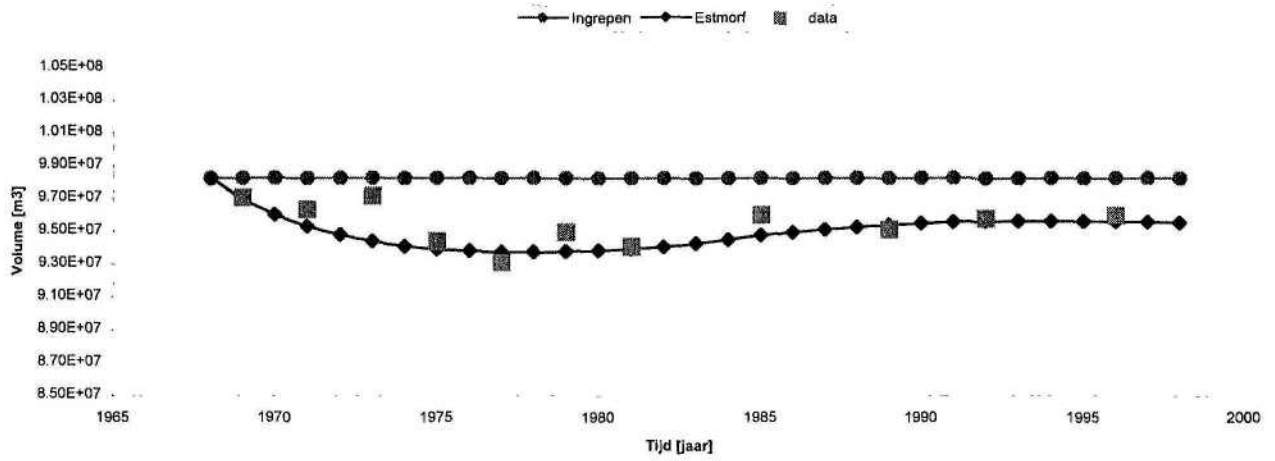 Ingrepen Estmorf data
1.05E+08
1.03E+08
1.01E+08
9.90E+07
9.70E+07
9.50E+07
9.30E+07
9.10E+07
8.90E+07
8.70E+07
8.50E+07
Volume [m3]
1965 1970 1975 1980 1985 1990 1995 2000
Tijd [jaar]